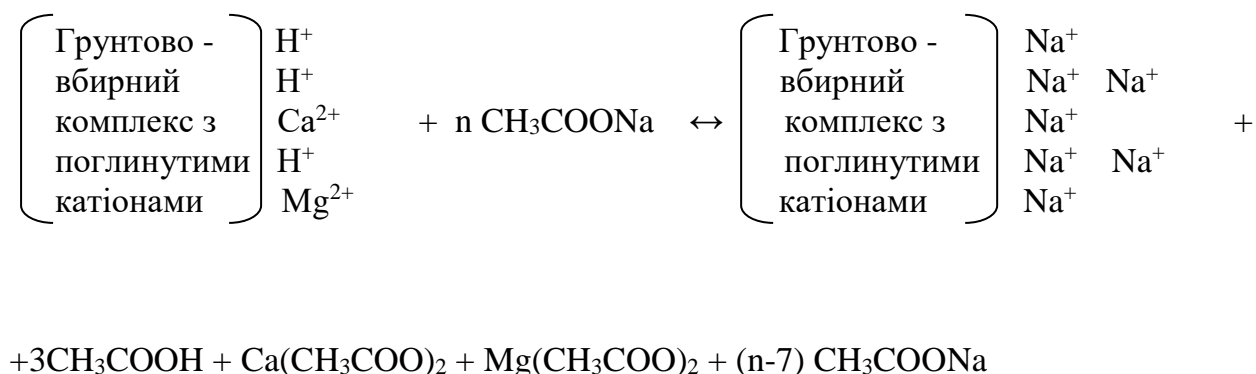 Грунтово - H⁺ Грунтово - Na⁺
вбирний H⁺ вбирний Na⁺ Na⁺
комплекс з Ca²⁺ + n CH₃COONa ↔ комплекс з Na⁺ +
поглинутими H⁺ поглинутими Na⁺ Na⁺
катіонами Mg²⁺ катіонами Na⁺
+3CH₃COOH + Ca(CH₃COO)₂ + Mg(CH₃COO)₂ + (n-7) CH₃COONa